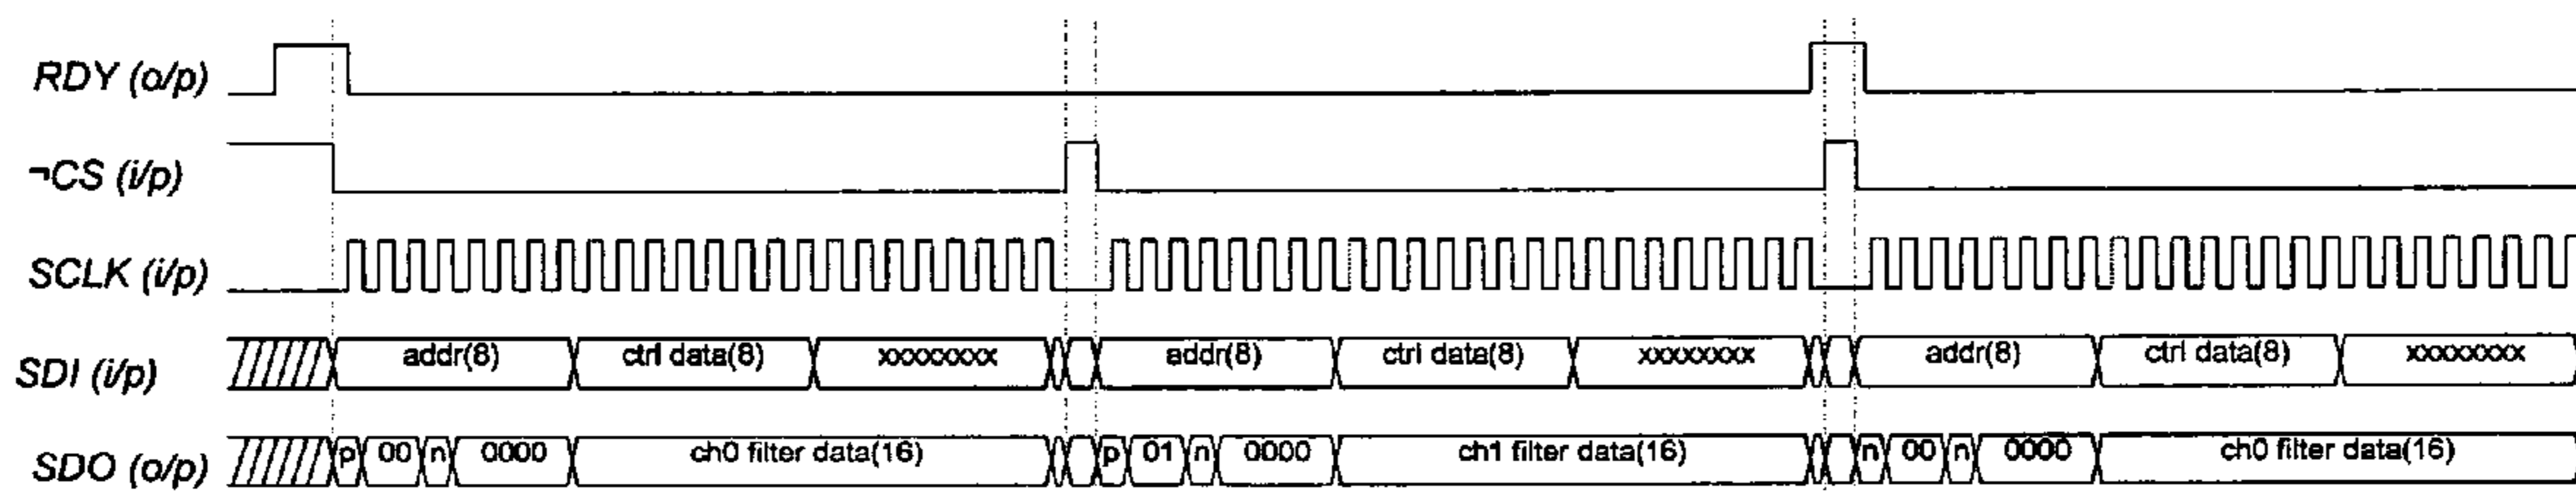 RDY (o/p)
¬CS (i/p)
SCLK (i/p)
SDI (i/p) addr(8) ctrl data(8) xxxxxxxx addr(8) ctrl data(8) xxxxxxxx addr(8) ctrl data(8) xxxxxxxx
SDO (o/p) p 00 n 0000 ch0 filter data(16) p 01 n 0000 ch1 filter data(16) n 00 n 0000 ch0 filter data(16)